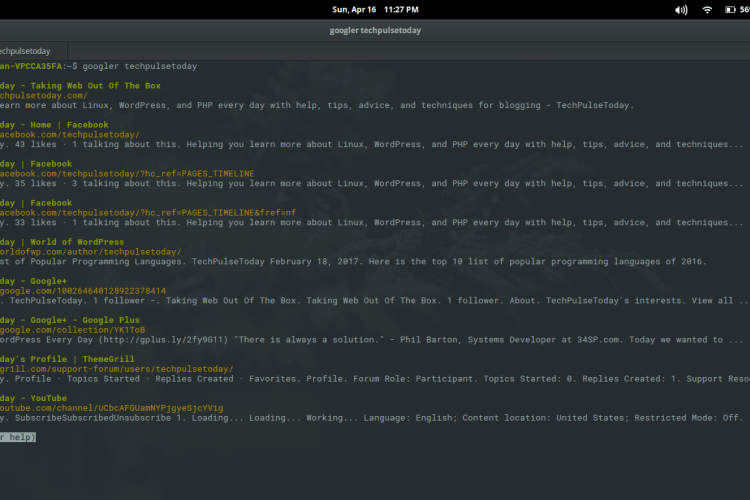 Sun, Apr 16 11:27 PM 56
googler techpulsetoday
echpulsetoday
an-VPCCA35FA:~$ googler techpulsetoday
day - Taking Web Out Of The Box
chpulsetoday.com/
earn more about Linux, WordPress, and PHP every day with help, tips, advice, and techniques for blogging - TechPulseToday.
day - Home | Facebook
acebook.com/techpulsetoday/
y. 43 likes · 1 talking about this. Helping you learn more about Linux, WordPress, and PHP every day with help, tips, advice, and techniques...
day | Facebook
acebook.com/techpulsetoday/?hc_ref=PAGES_TIMELINE
y. 35 likes · 3 talking about this. Helping you learn more about Linux, WordPress, and PHP every day with help, tips, advice, and techniques...
day | Facebook
acebook.com/techpulsetoday/?hc_ref=PAGES_TIMELINE&fref=nf
y. 33 likes · 1 talking about this. Helping you learn more about Linux, WordPress, and PHP every day with help, tips, advice, and techniques...
day | World of WordPress
orldofwp.com/author/techpulsetoday/
st of Popular Programming Languages. TechPulseToday February 18, 2017. Here is the top 10 list of popular programming languages of 2016.
day - Google+
google.com/100264640128922378414
. TechPulseToday. 1 follower -. Taking Web Out Of The Box. Taking Web Out Of The Box. 1 follower. About. TechPulseToday's interests. View all ..
day - Google+ - Google Plus
google.com/collection/YK1ToB
ordPress Every Day (http://gplus.ly/2fy9G11) "There is always a solution." - Phil Barton, Systems Developer at 34SP.com. Today we wanted to ...
day's Profile | ThemeGrill
grill.com/support-forum/users/techpulsetoday/
y. Profile · Topics Started · Replies Created · Favorites. Profile. Forum Role: Participant. Topics Started: 0. Replies Created: 1. Support Reso
day - YouTube
outube.com/channel/UCbcAFGUamNYPjgyeSjcYVig
y. SubscribeSubscribedUnsubscribe 1. Loading... Loading... Working... Language: English; Content location: United States; Restricted Mode: Off.
r help)